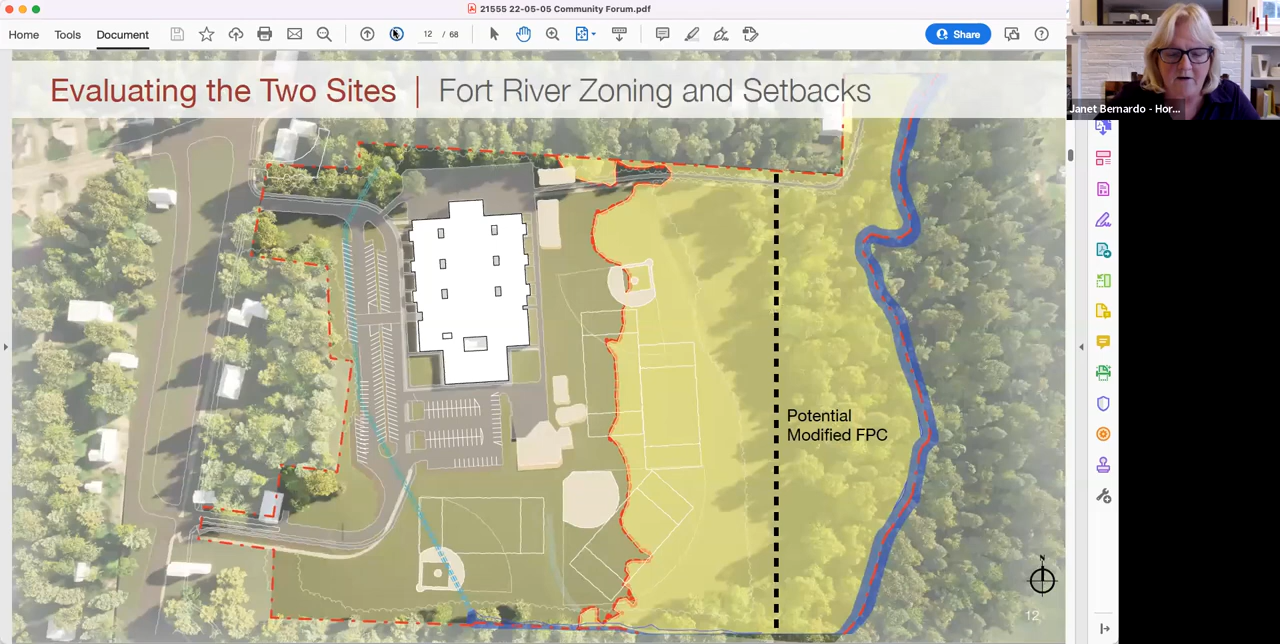 21555 22-05-05 Community Forum.pdf
Home Tools Document
12 / 68
Share
Janet Bernardo - Hor...
Evaluating the Two Sites | Fort River Zoning and Setbacks
Potential
Modified FPC
N
12